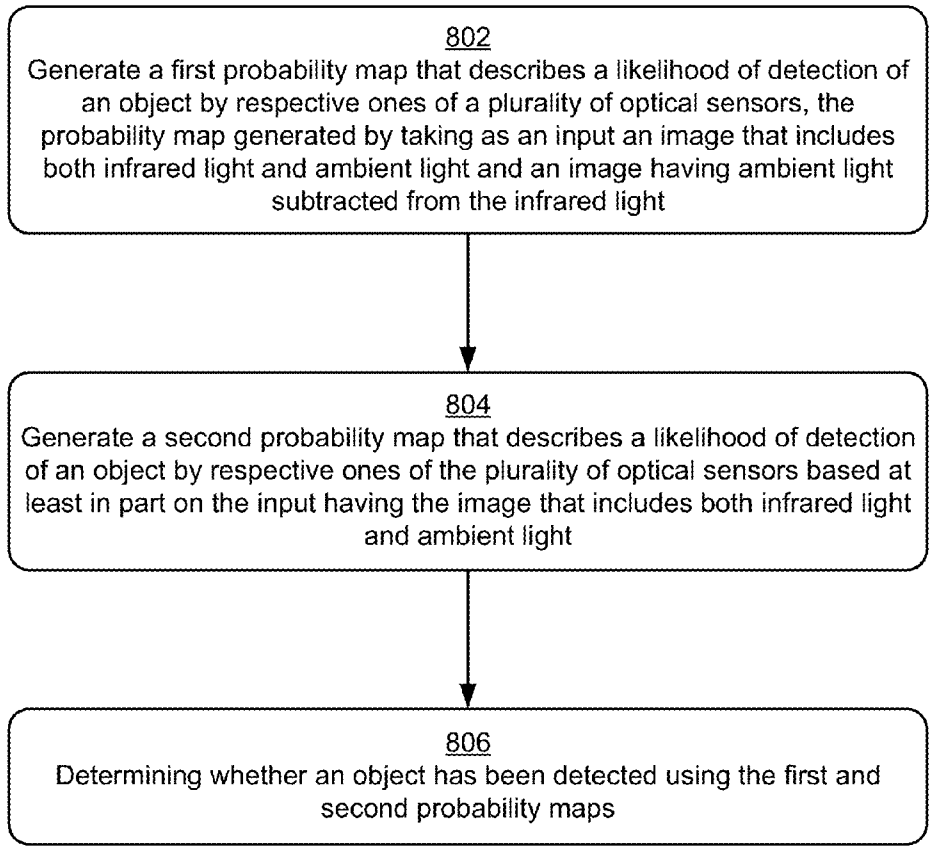 802
Generate a first probability map that describes a likelihood of detection of
an object by respective ones of a plurality of optical sensors, the
probability map generated by taking as an input an image that includes
both infrared light and ambient light and an image having ambient light
subtracted from the infrared light
804
Generate a second probability map that describes a likelihood of detection
of an object by respective ones of the plurality of optical sensors based at
least in part on the input having the image that includes both infrared light
and ambient light
806
Determining whether an object has been detected using the first and
second probability maps